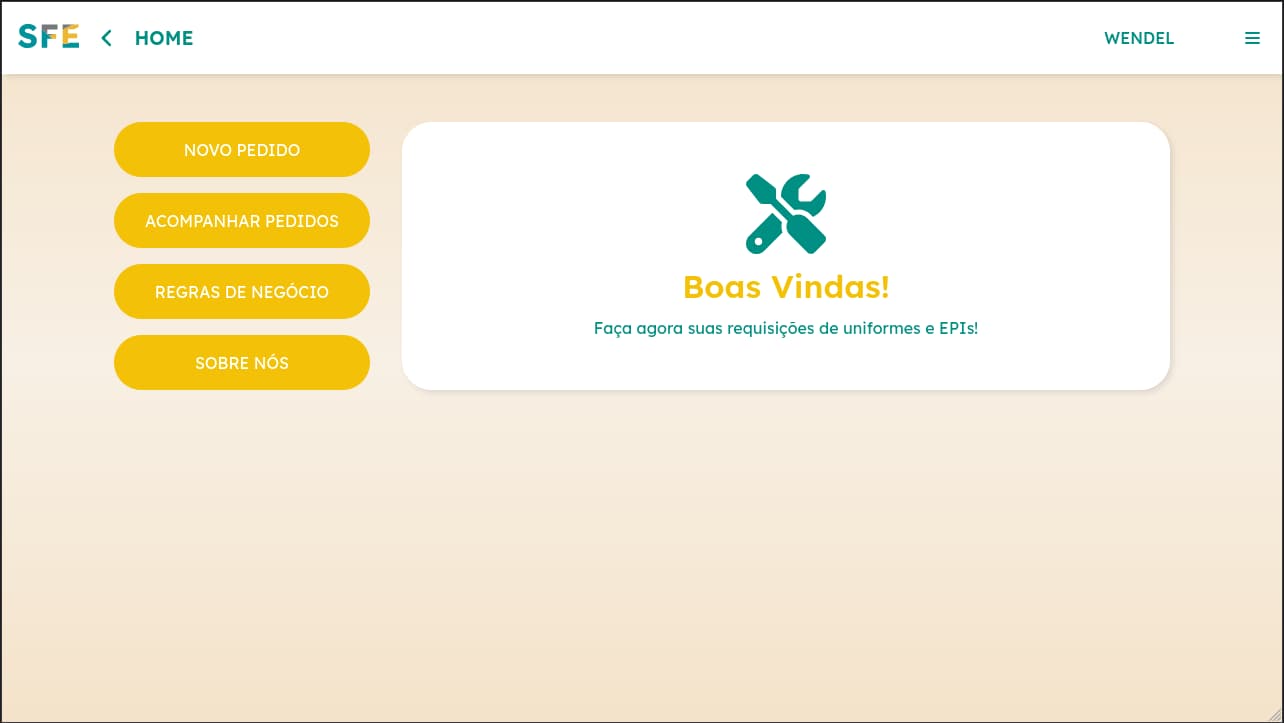 SFE HOME WENDEL
NOVO PEDIDO
ACOMPANHAR PEDIDOS
REGRAS DE NEGÓCIO
SOBRE NÓS
Boas Vindas!
Faça agora suas requisições de uniformes e EPIs!